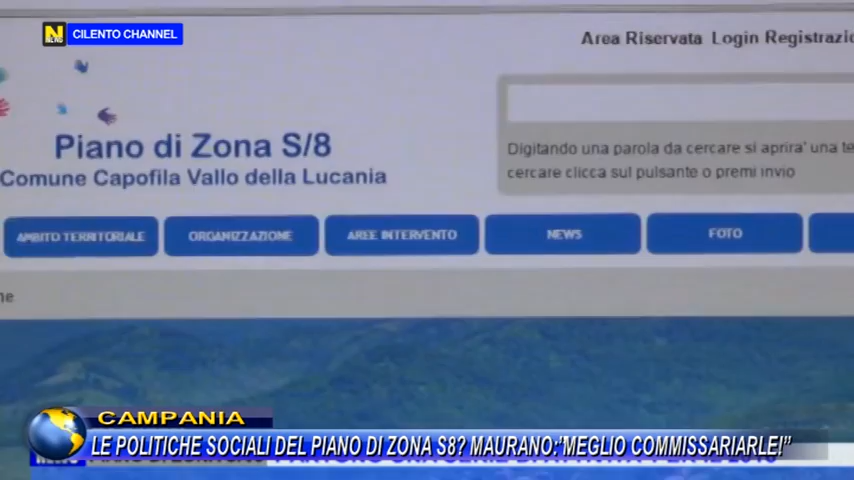 CILENTO CHANNEL
Area Riservata Login
Piano di Zona S/8
Comune Capofila Vallo della Lucania
Digitando una parola da cercare si aprira' una
cercare clicca sul pulsante o premi invio
AMBITO TERRITORIALE
ORGANIZZAZIONE
AREE INTERVENTO
NEWS
FOTO
CAMPANIA
LE POLITICHE SOCIALI DEL PIANO DI ZONA S8? MAURANO:"MEGLIO COMMISSARIARLE!"